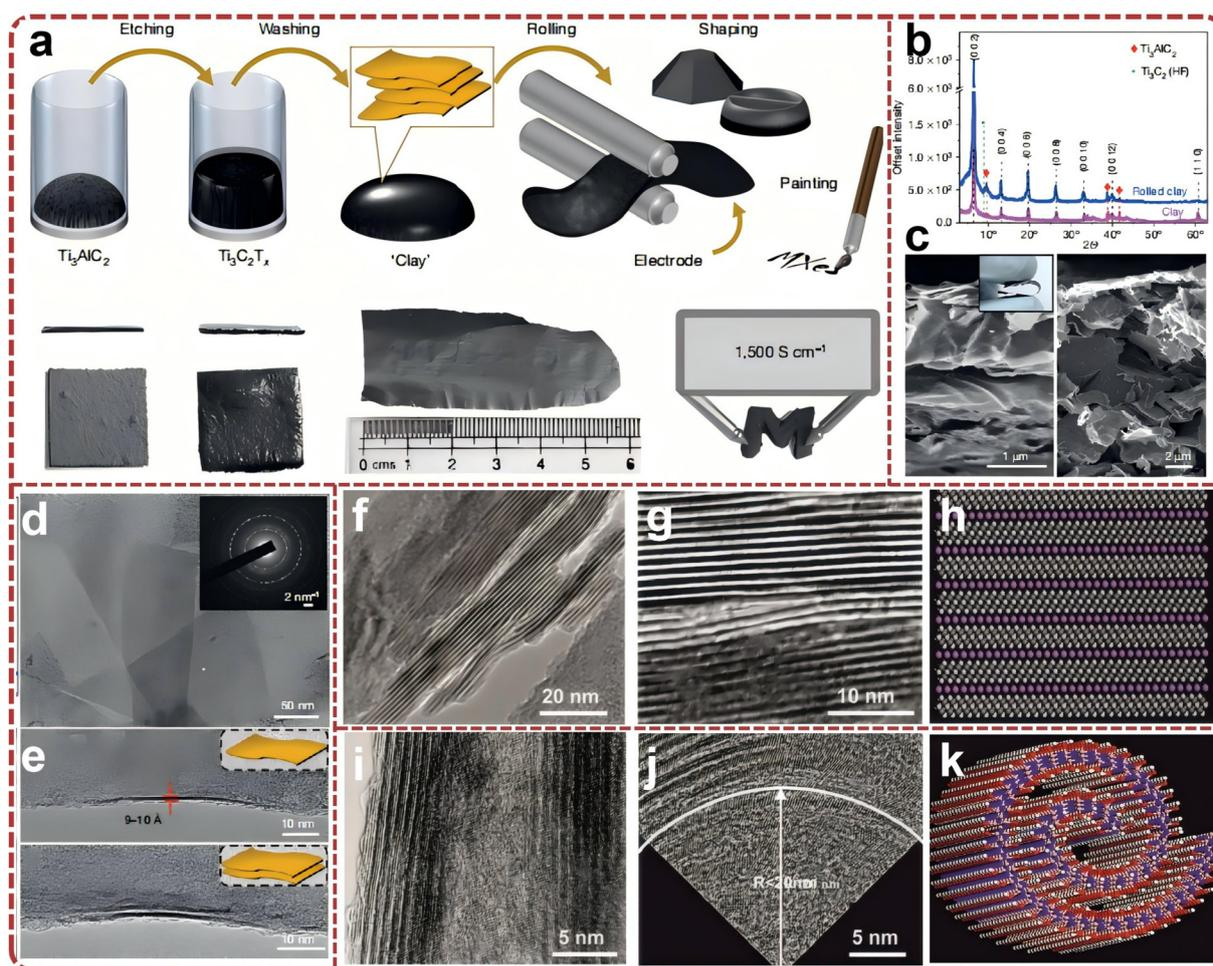 a
Etching
Washing
Rolling
Shaping
Ti₃AlC₂
Ti₃C₂Tₓ
‘Clay’
Electrode
Painting
MXene
1,500 S cm⁻¹
0 cms 1 2 3 4 5 6
b
Offset intensity
8.0 × 10³
6.0 × 10³
1.5 × 10³
1.0 × 10³
5.0 × 10²
0.0
(0 0 2)
(0 0 4)
(0 0 6)
(0 0 8)
(0 0 10)
(0 0 12)
(1 1 0)
Ti₃AlC₂
Ti₃C₂ (HF)
Rolled clay
Clay
10° 20° 30° 40° 50° 60°
2Θ
c
1 µm
2 µm
d
2 nm⁻¹
50 nm
e
9–10 Å
10 nm
10 nm
f
20 nm
g
10 nm
h
i
5 nm
j
5 nm
k